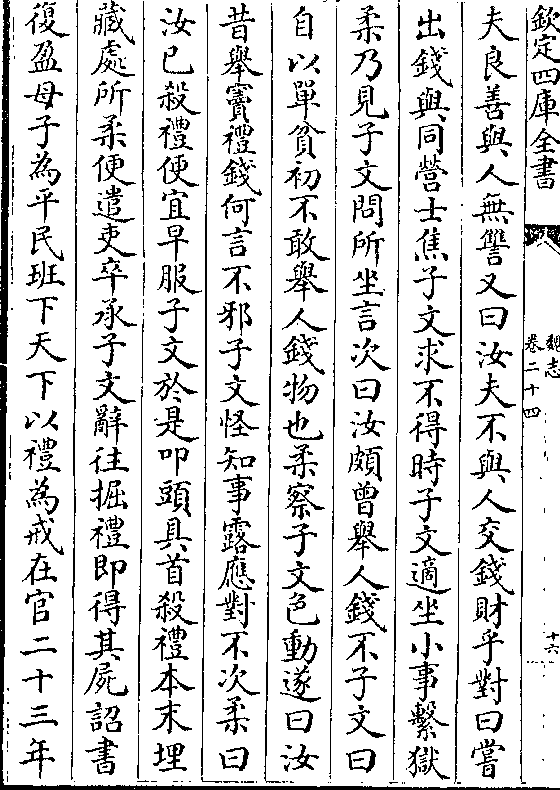 欽定四庫全書
魏志
卷二十四
十六
夫良善與人無讐又曰汝夫不與人交錢財乎對曰嘗
出錢與同營士焦子文求不得時子文適坐小事繫獄
柔乃見子文問所坐言次曰汝頗曾舉人錢不子文曰
自以單貧初不敢舉人錢物也柔察子文色動遂曰汝
昔舉竇禮錢何言不邪子文怪知事露應對不次柔曰
汝已殺禮便宜早服子文於是叩頭具首殺禮本末埋
藏處所柔便遣吏卒承子文辭往掘禮即得其屍詔書
復盈母子為平民班下天下以禮為戒在官二十三年